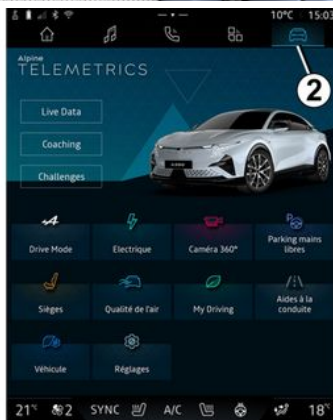 10°C 15:03
2
Alpine
TELEMETRICS
Live Data
Coaching
Challenges
Drive Mode
Electrique
Caméra 360°
Parking mains
libres
Sièges
Qualité de l'air
My Driving
Aides à la
conduite
Véhicule
Réglages
21°C 2 SYNC A/C 18°C